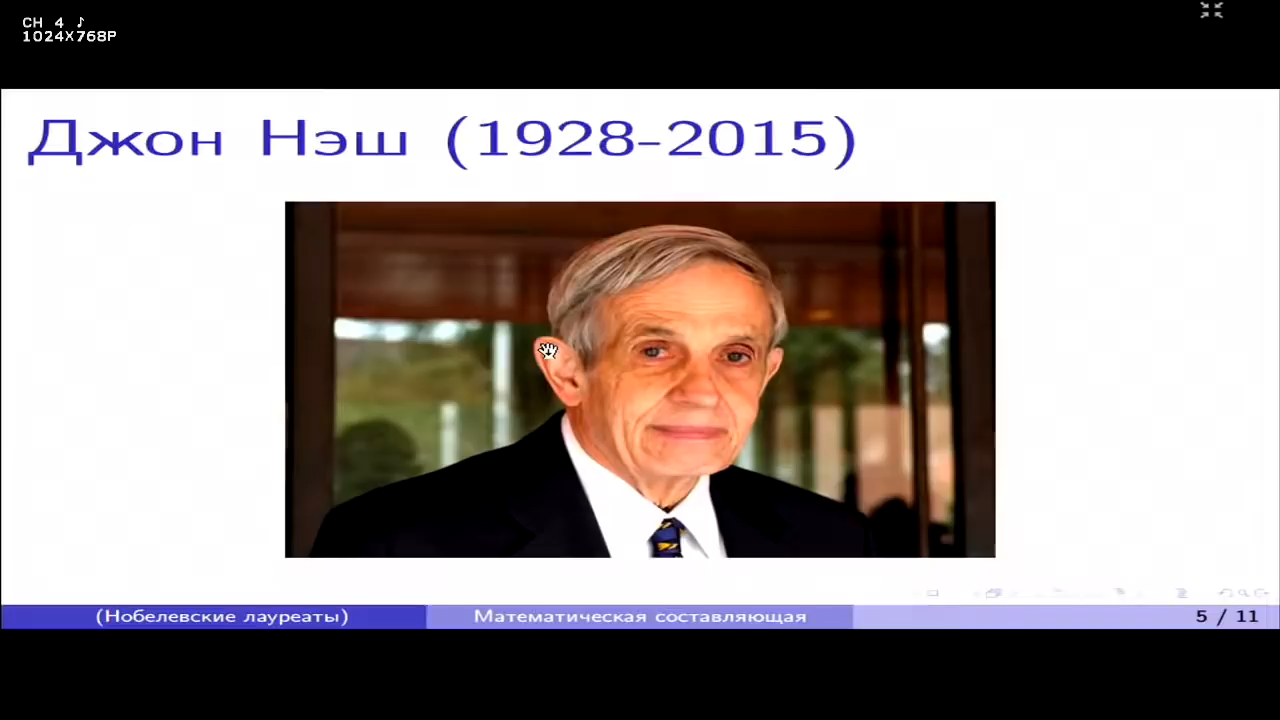 CH 4 ♪
1024X768P
Джон Нэш (1928-2015)
(Нобелевские лауреаты)
Математическая составляющая
5 / 11